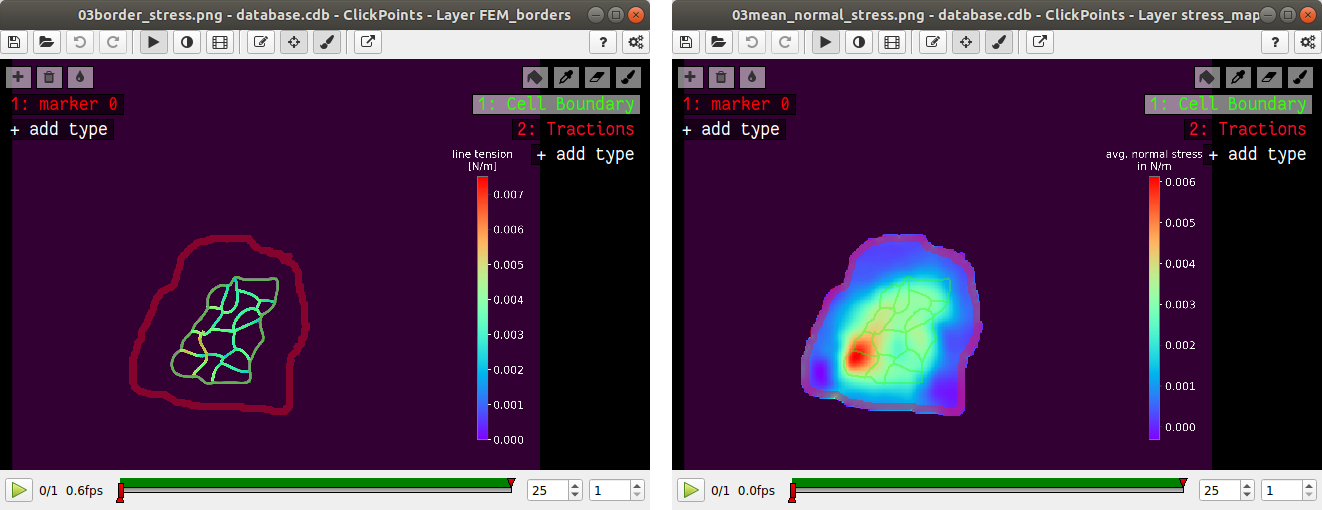 03border_stress.png - database.cdb - ClickPoints - Layer FEM_borders
1: marker 0
+ add type
1: Cell Boundary
2: Tractions
+ add type
line tension
[N/m]
0.007
0.006
0.005
0.004
0.003
0.002
0.001
0.000
0/1 0.6fps
25
1
03mean_normal_stress.png - database.cdb - ClickPoints - Layer stress_map
?
1: marker 0
+ add type
1: Cell Boundary
2: Tractions
+ add type
avg. normal stress
in N/m
0.006
0.005
0.004
0.003
0.002
0.001
0.000
0/1 0.0fps
25
1